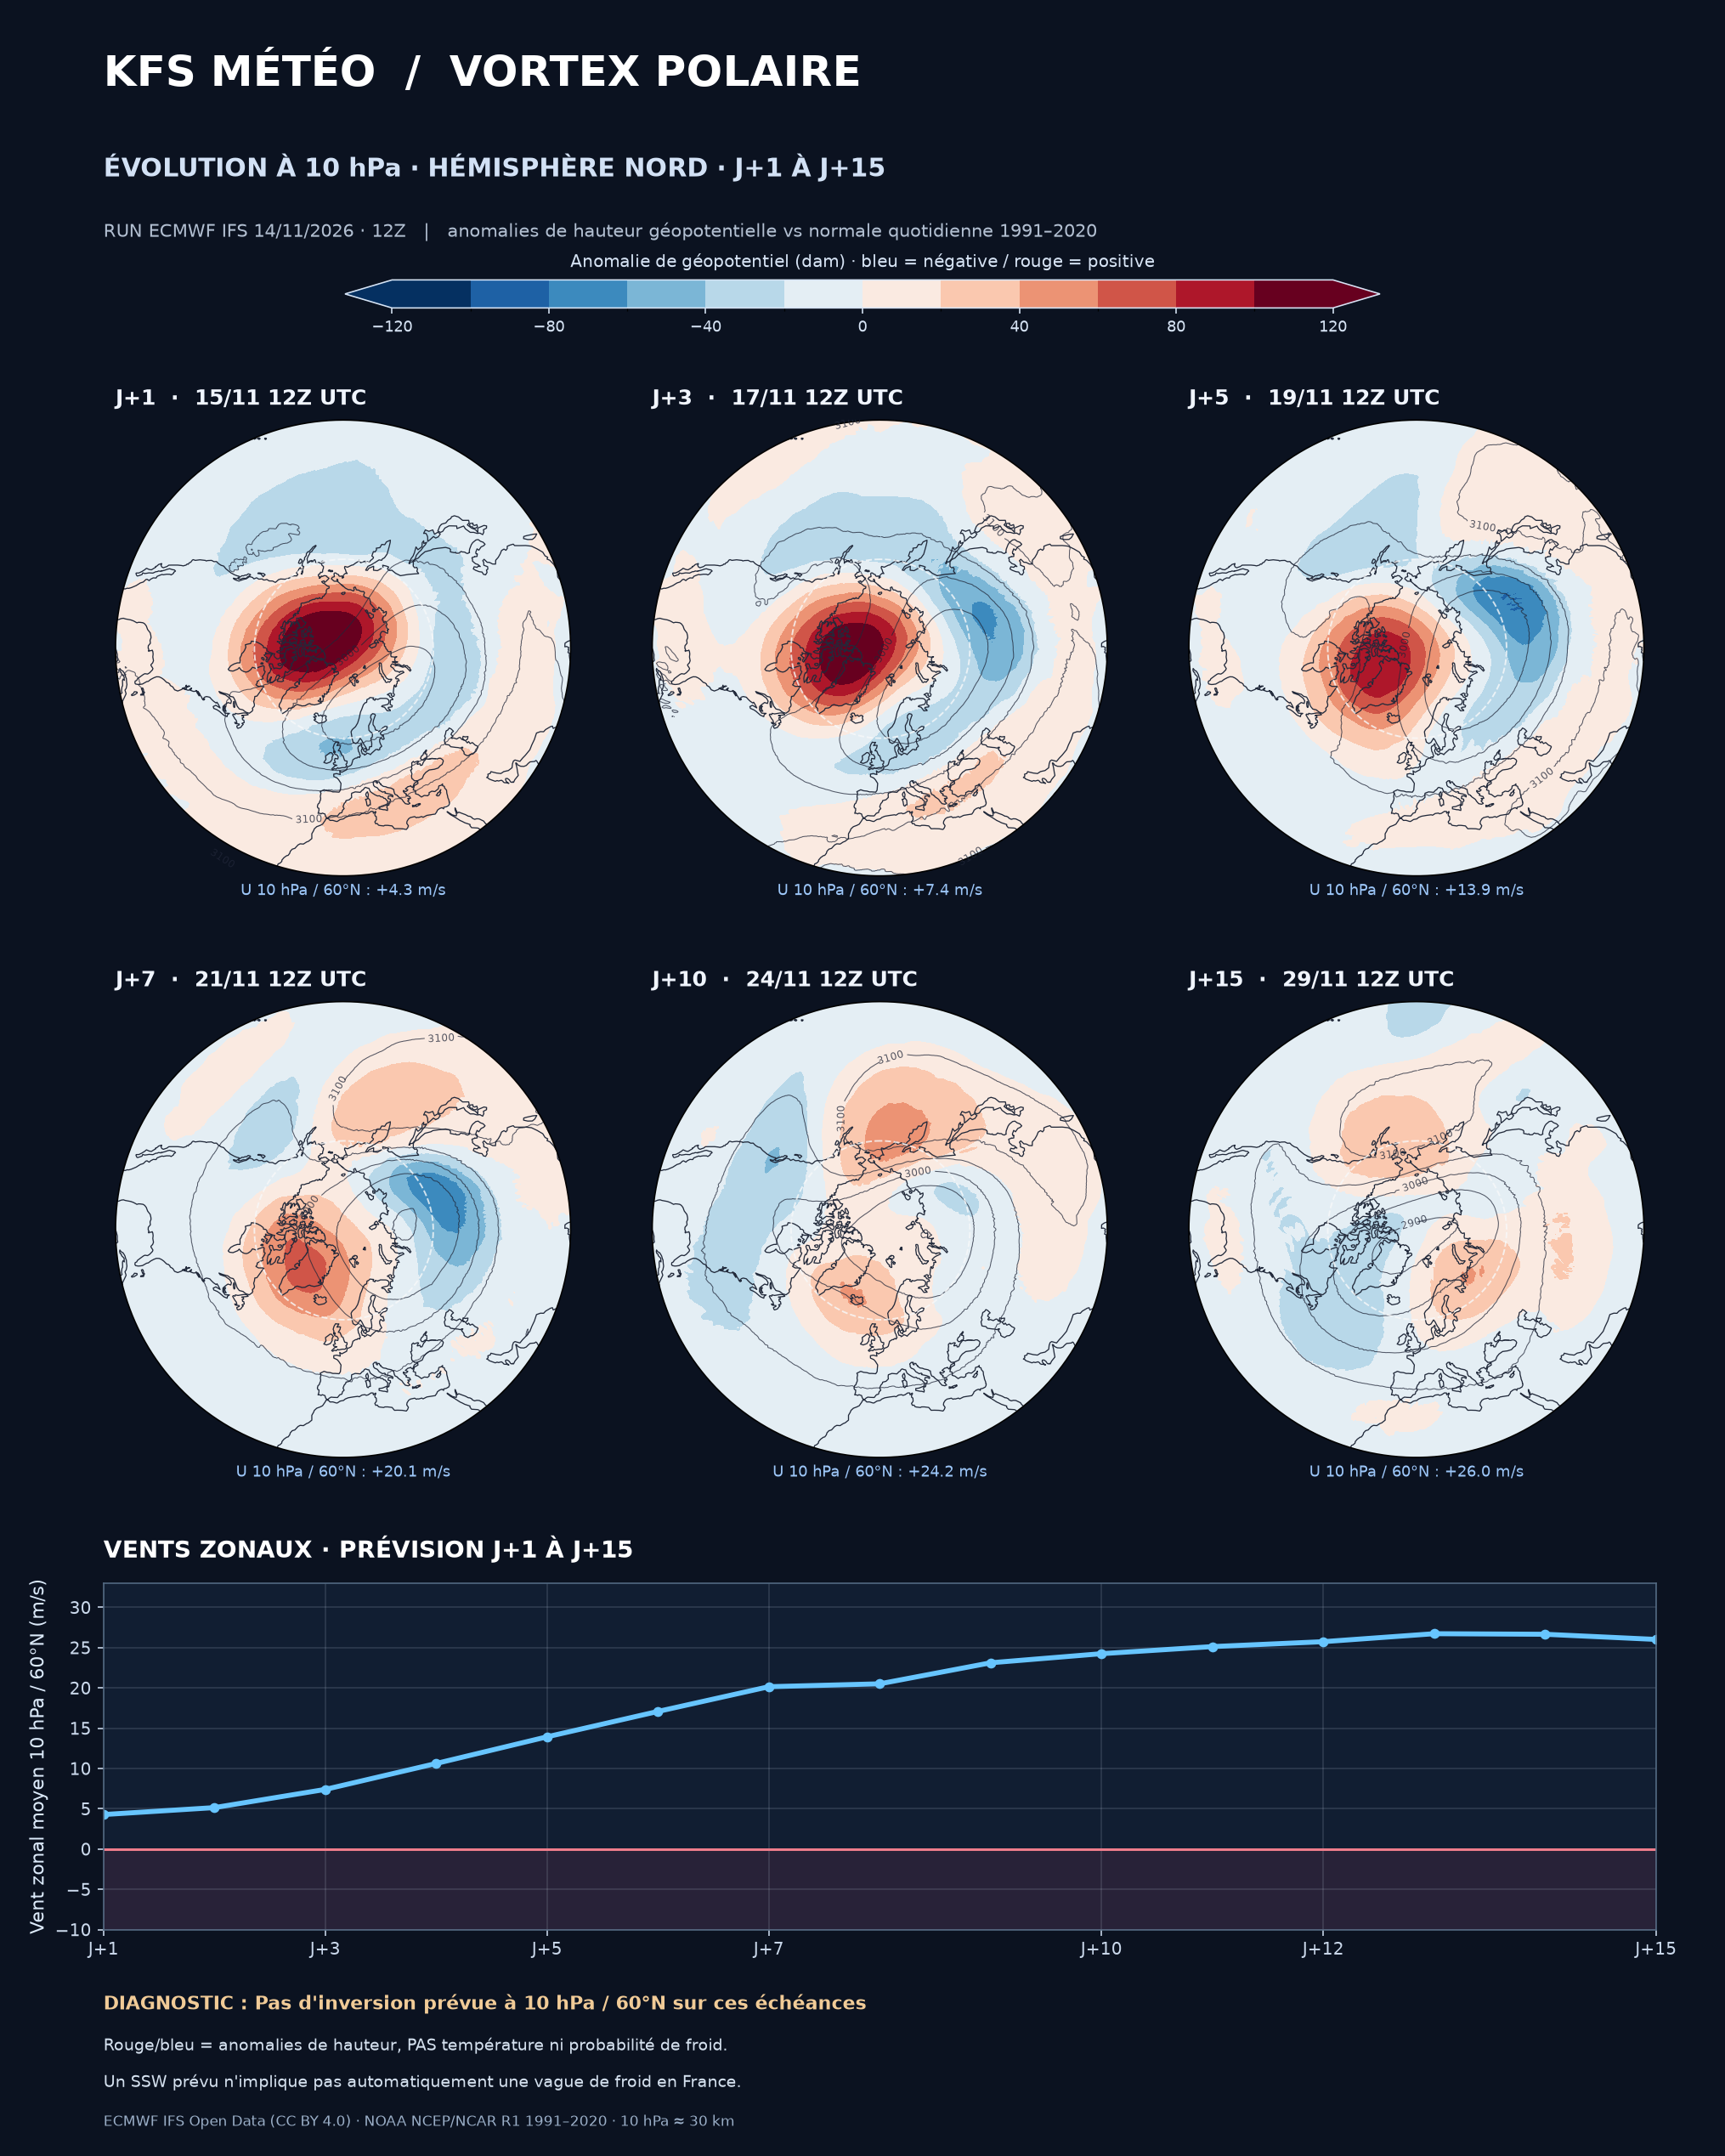 KFS MÉTÉO / VORTEX POLAIRE
ÉVOLUTION À 10 hPa · HÉMISPHÈRE NORD · J+1 À J+15
RUN ECMWF IFS 14/11/2026 · 12Z | anomalies de hauteur géopotentielle vs normale quotidienne 1991–2020
Anomalie de géopotentiel (dam) · bleu = négative / rouge = positive
−120 −80 −40 0 40 80 120
J+1 · 15/11 12Z UTC
3100
3100
U 10 hPa / 60°N : +4.3 m/s
J+3 · 17/11 12Z UTC
3100
3100
3100
U 10 hPa / 60°N : +7.4 m/s
J+5 · 19/11 12Z UTC
3100
3000
3100
U 10 hPa / 60°N : +13.9 m/s
J+7 · 21/11 12Z UTC
3100
3100
U 10 hPa / 60°N : +20.1 m/s
J+10 · 24/11 12Z UTC
3100
3100
3000
U 10 hPa / 60°N : +24.2 m/s
J+15 · 29/11 12Z UTC
3100
3100
3000
2900
U 10 hPa / 60°N : +26.0 m/s
VENTS ZONAUX · PRÉVISION J+1 À J+15
Vent zonal moyen 10 hPa / 60°N (m/s)
30
25
20
15
10
5
0
−5
−10
J+1 J+3 J+5 J+7 J+10 J+12 J+15
DIAGNOSTIC : Pas d'inversion prévue à 10 hPa / 60°N sur ces échéances
Rouge/bleu = anomalies de hauteur, PAS température ni probabilité de froid.
Un SSW prévu n'implique pas automatiquement une vague de froid en France.
ECMWF IFS Open Data (CC BY 4.0) · NOAA NCEP/NCAR R1 1991–2020 · 10 hPa ≈ 30 km